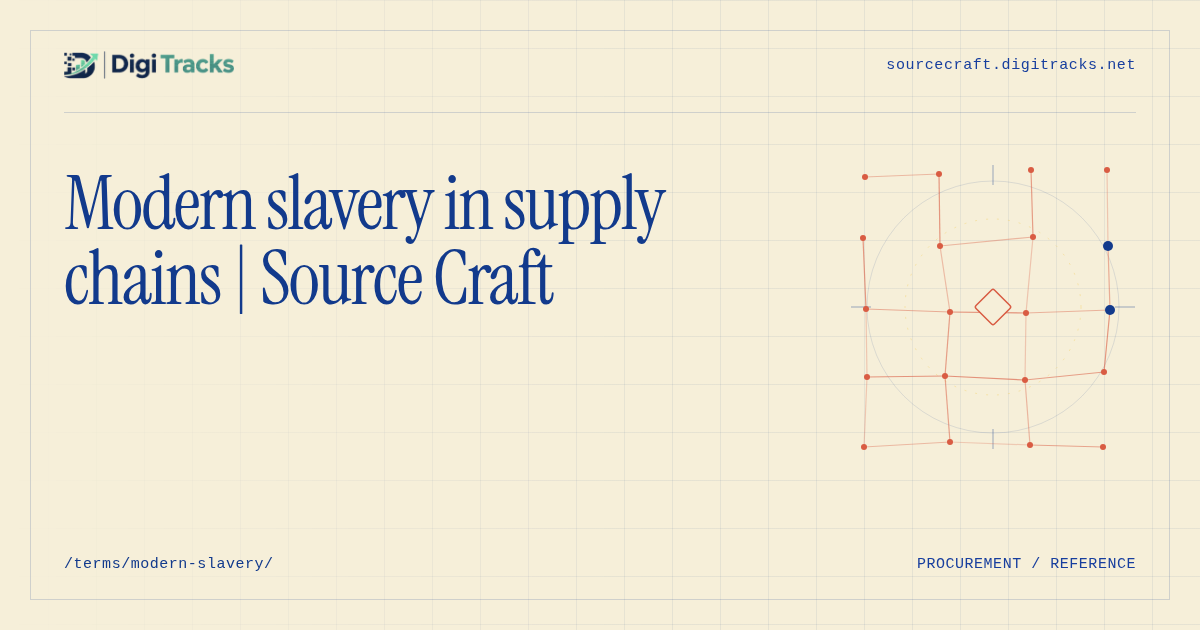 Digi Tracks
sourcecraft.digitracks.net
Modern slavery in supply
chains | Source Craft
/terms/modern-slavery/
PROCUREMENT / REFERENCE